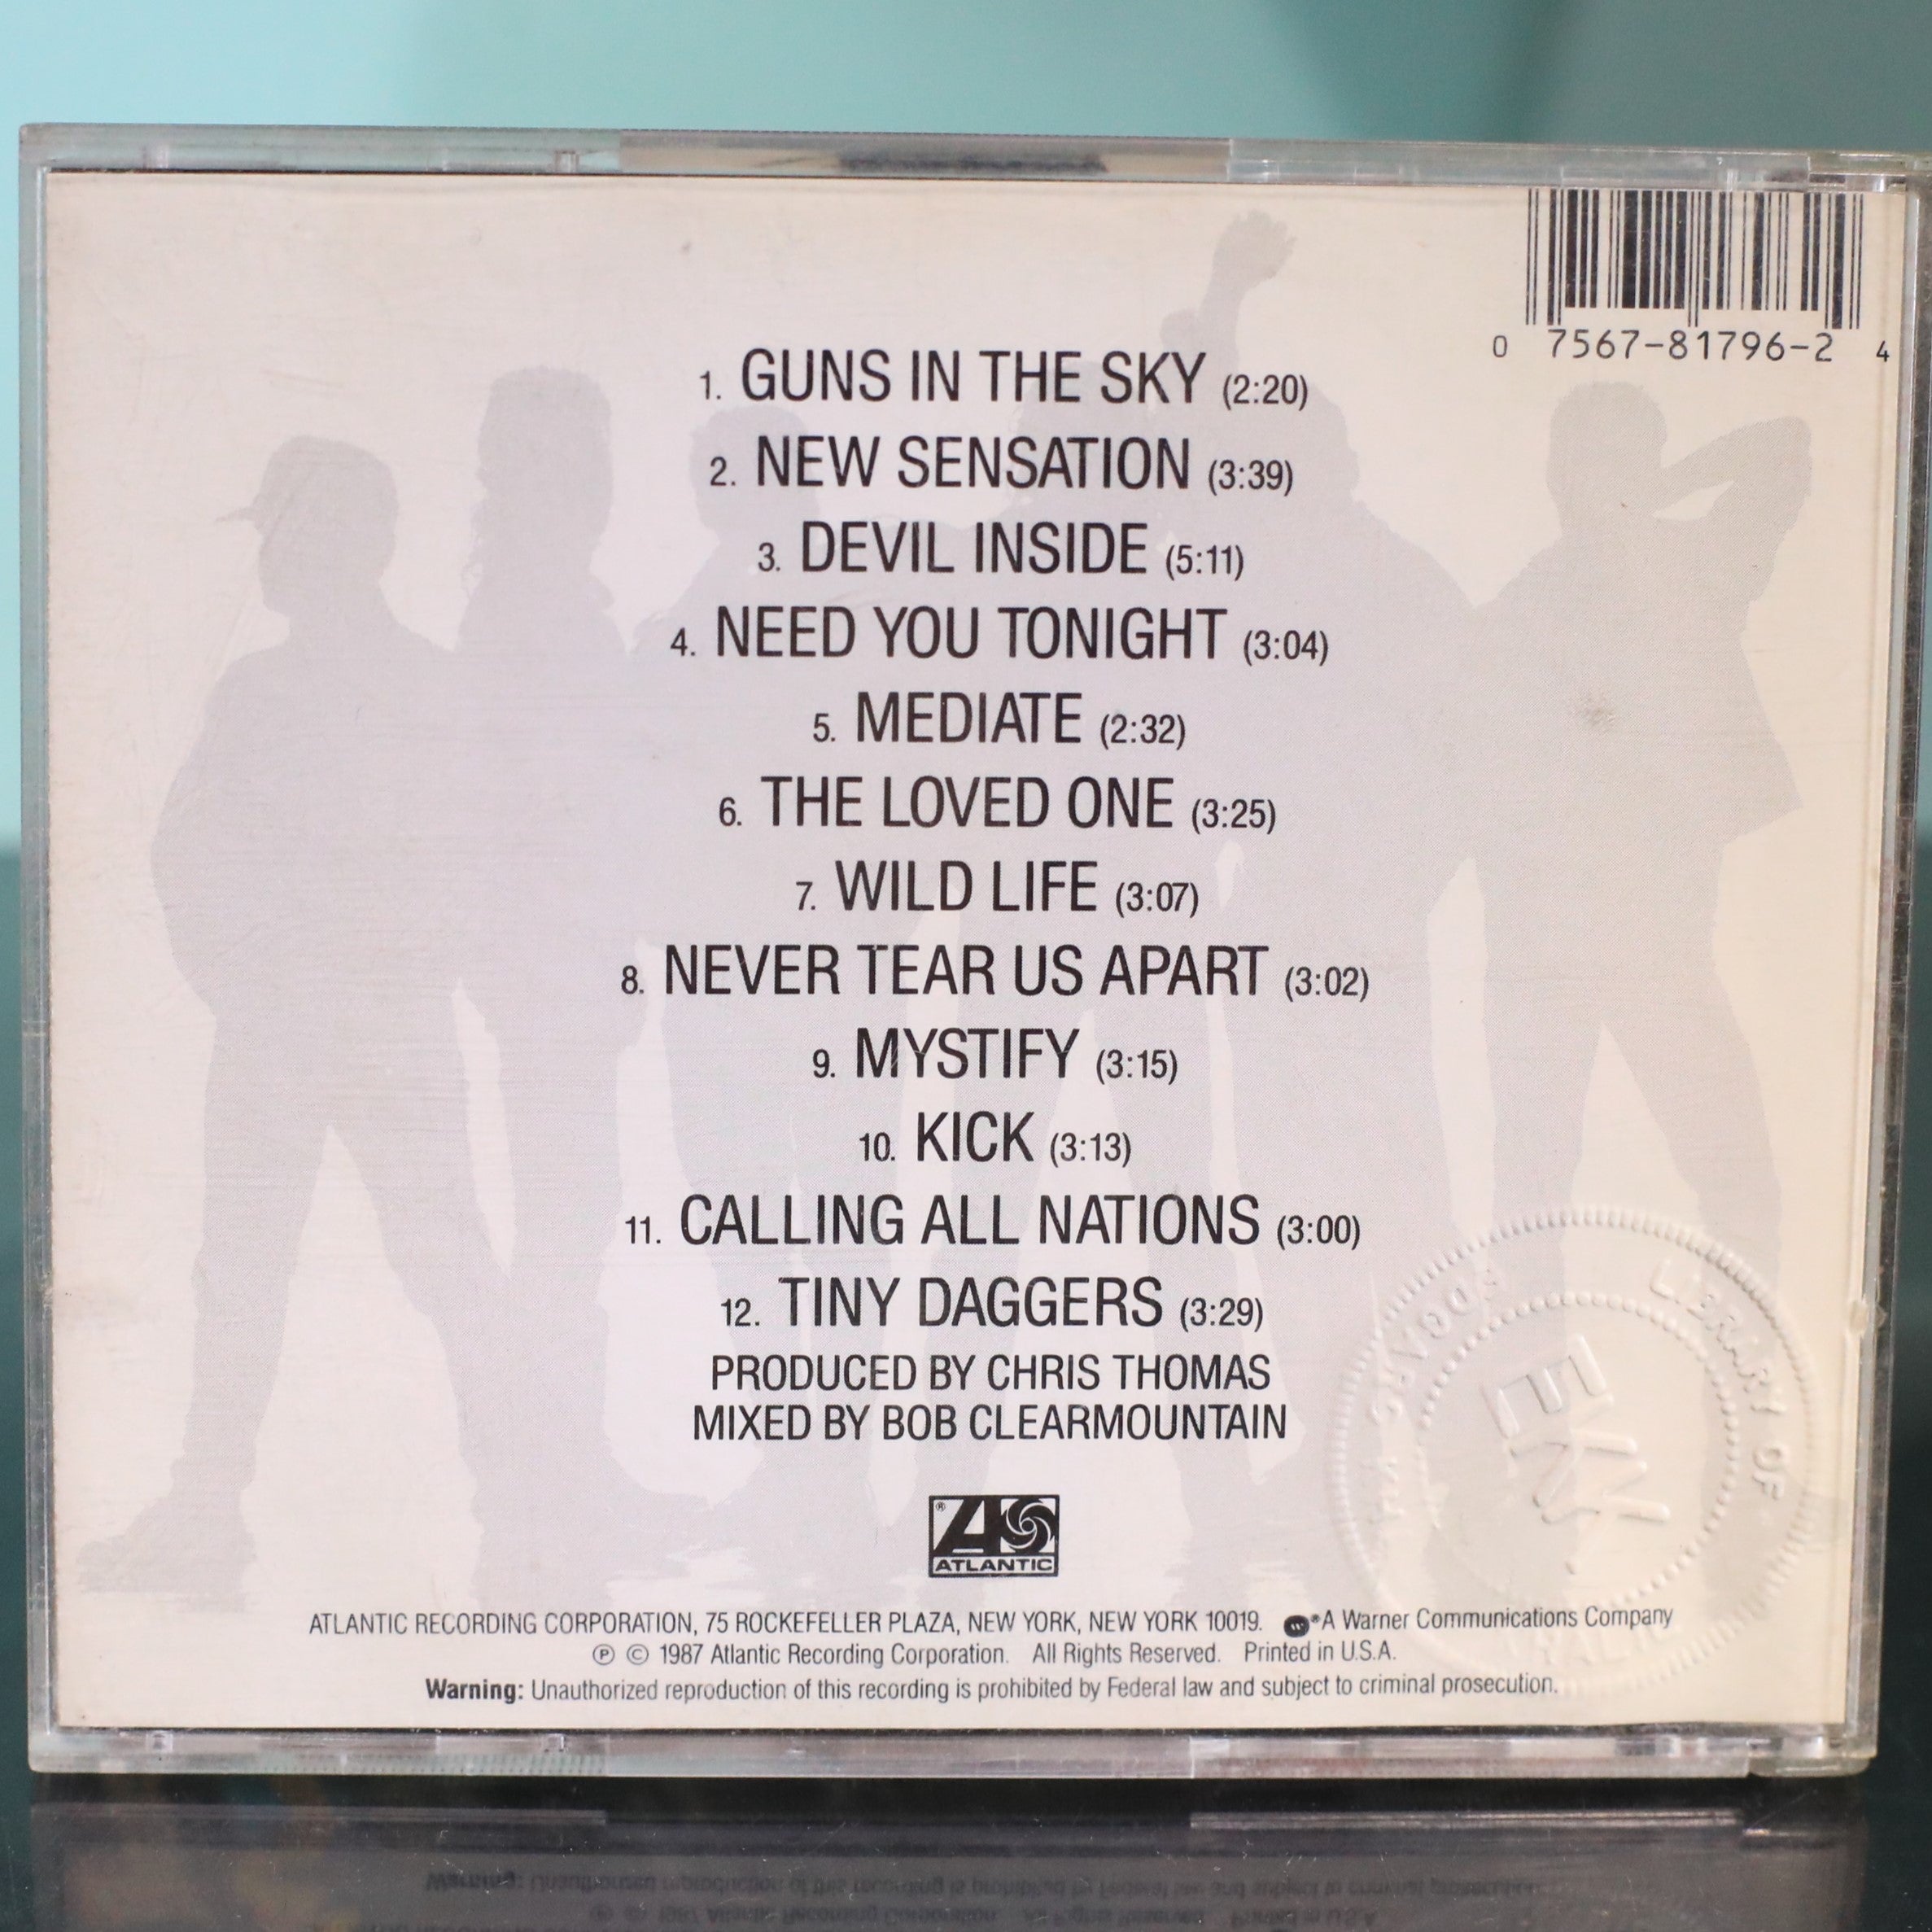 0 7567-81796-2 4
1. GUNS IN THE SKY (2:20)
2. NEW SENSATION (3:39)
3. DEVIL INSIDE (5:11)
4. NEED YOU TONIGHT (3:04)
5. MEDIATE (2:32)
6. THE LOVED ONE (3:25)
7. WILD LIFE (3:07)
8. NEVER TEAR US APART (3:02)
9. MYSTIFY (3:15)
10. KICK (3:13)
11. CALLING ALL NATIONS (3:00)
12. TINY DAGGERS (3:29)
PRODUCED BY CHRIS THOMAS
MIXED BY BOB CLEARMOUNTAIN
LIBRARY OF
® ATLANTIC
ATLANTIC RECORDING CORPORATION, 75 ROCKEFELLER PLAZA, NEW YORK, NEW YORK 10019. ®A Warner Communications Company
℗ © 1987 Atlantic Recording Corporation. All Rights Reserved. Printed in U.S.A.
Warning: Unauthorized reproduction of this recording is prohibited by Federal law and subject to criminal prosecution.